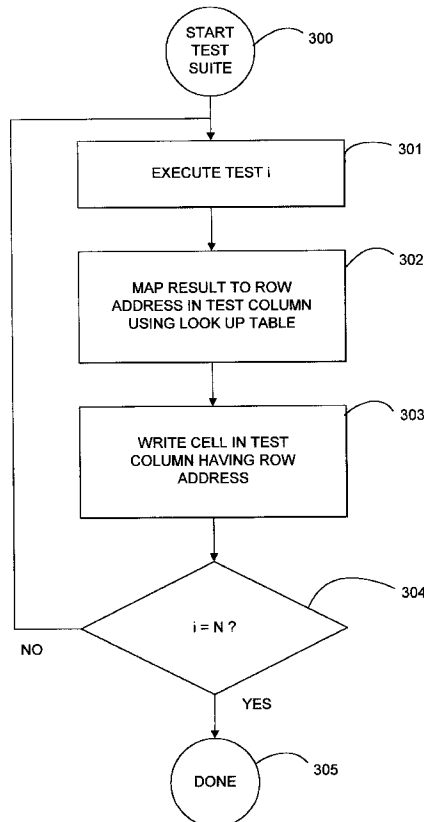 START
TEST
SUITE
300
EXECUTE TEST i
301
MAP RESULT TO ROW
ADDRESS IN TEST COLUMN
USING LOOK UP TABLE
302
WRITE CELL IN TEST
COLUMN HAVING ROW
ADDRESS
303
i = N ?
304
NO
YES
DONE
305